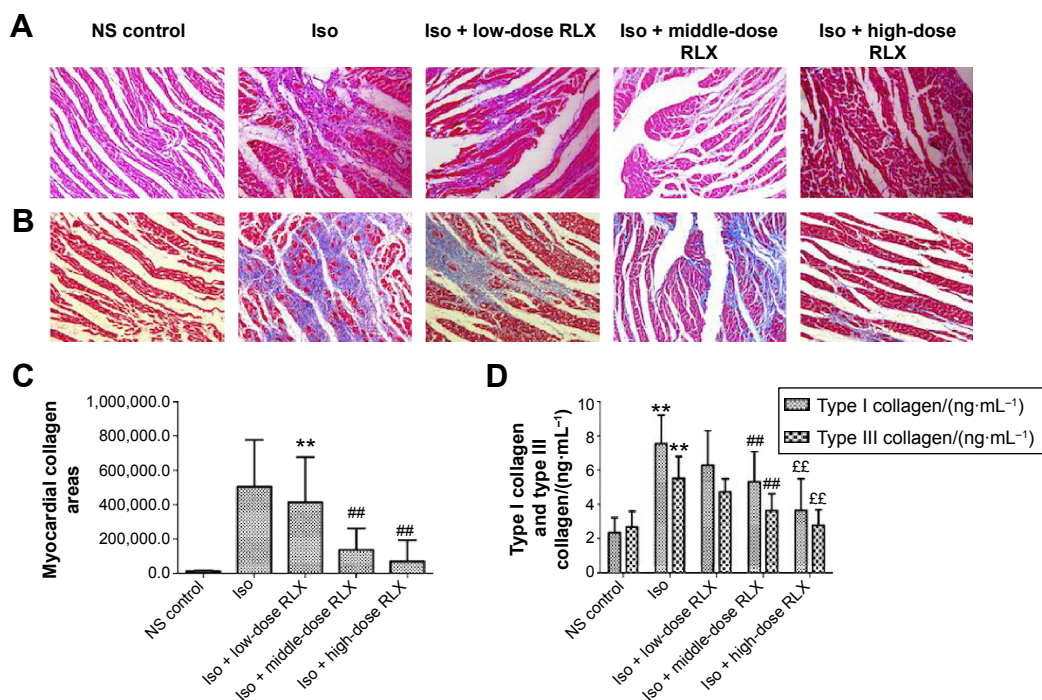 A
NS control
Iso
Iso + low-dose RLX
Iso + middle-dose
RLX
Iso + high-dose
RLX
B
C
Myocardial collagen
areas
1,000,000.0
800,000.0
600,000.0
400,000.0
200,000.0
0.0
**
##
##
NS control
Iso
Iso + low-dose RLX
Iso + middle-dose RLX
Iso + high-dose RLX
D
Type I collagen
and type III
collagen/(ng·mL⁻¹)
10
8
6
4
2
0
**
**
##
##
££
££
Type I collagen/(ng·mL⁻¹)
Type III collagen/(ng·mL⁻¹)
NS control
Iso
Iso + low-dose RLX
Iso + middle-dose RLX
Iso + high-dose RLX